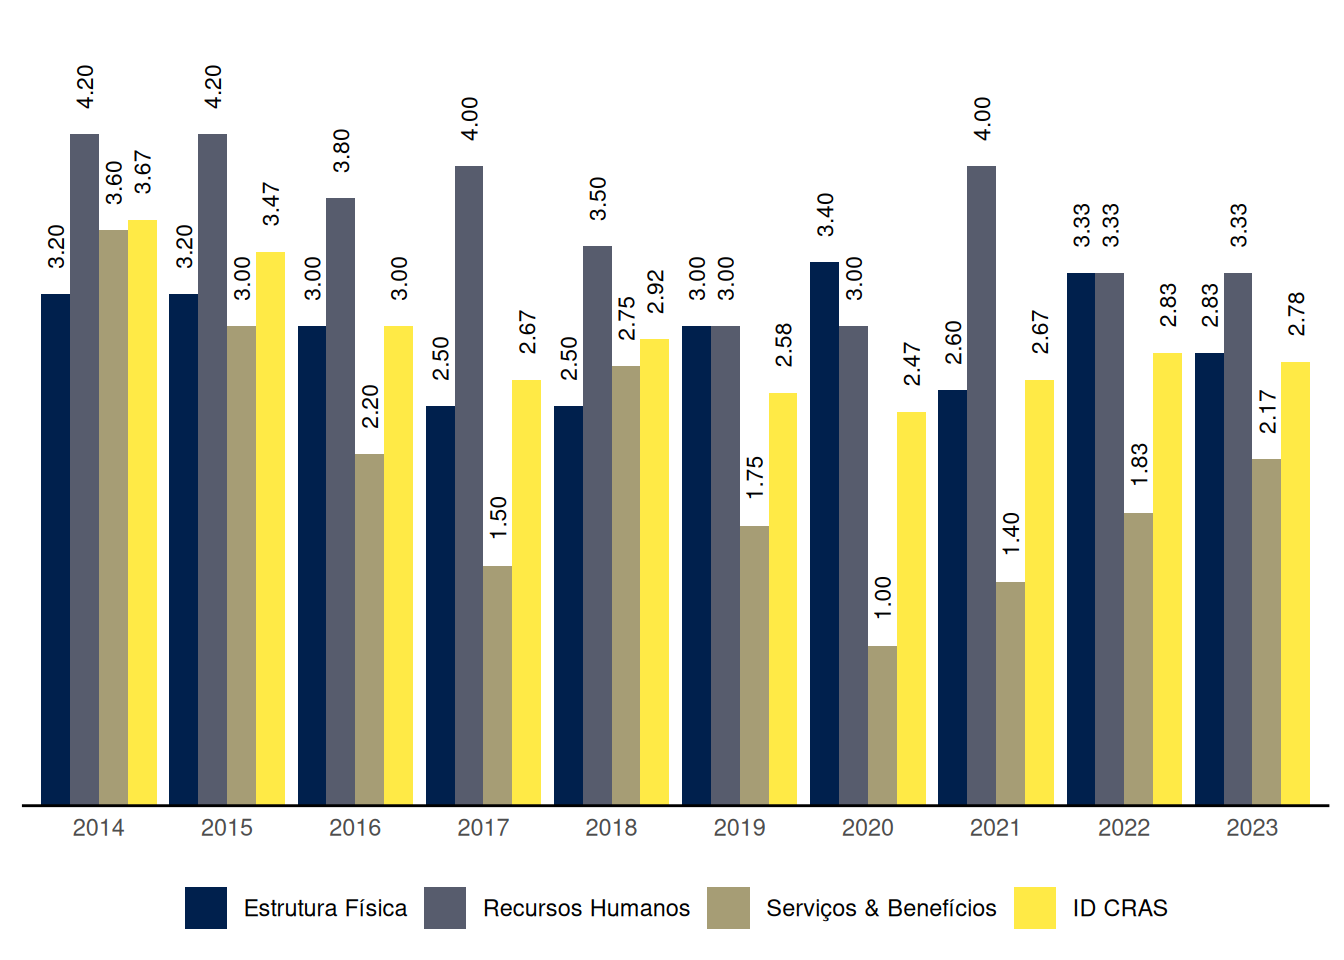 3.20 4.20 3.60 3.67
3.20 4.20 3.00 3.47
3.00 3.80 2.20 3.00
2.50 4.00 1.50 2.67
2.50 3.50 2.75 2.92
3.00 3.00 1.75 2.58
3.40 3.00 1.00 2.47
2.60 4.00 1.40 2.67
3.33 3.33 1.83 2.83
2.83 3.33 2.17 2.78
2014 2015 2016 2017 2018 2019 2020 2021 2022 2023
Estrutura Física Recursos Humanos Serviços & Benefícios ID CRAS